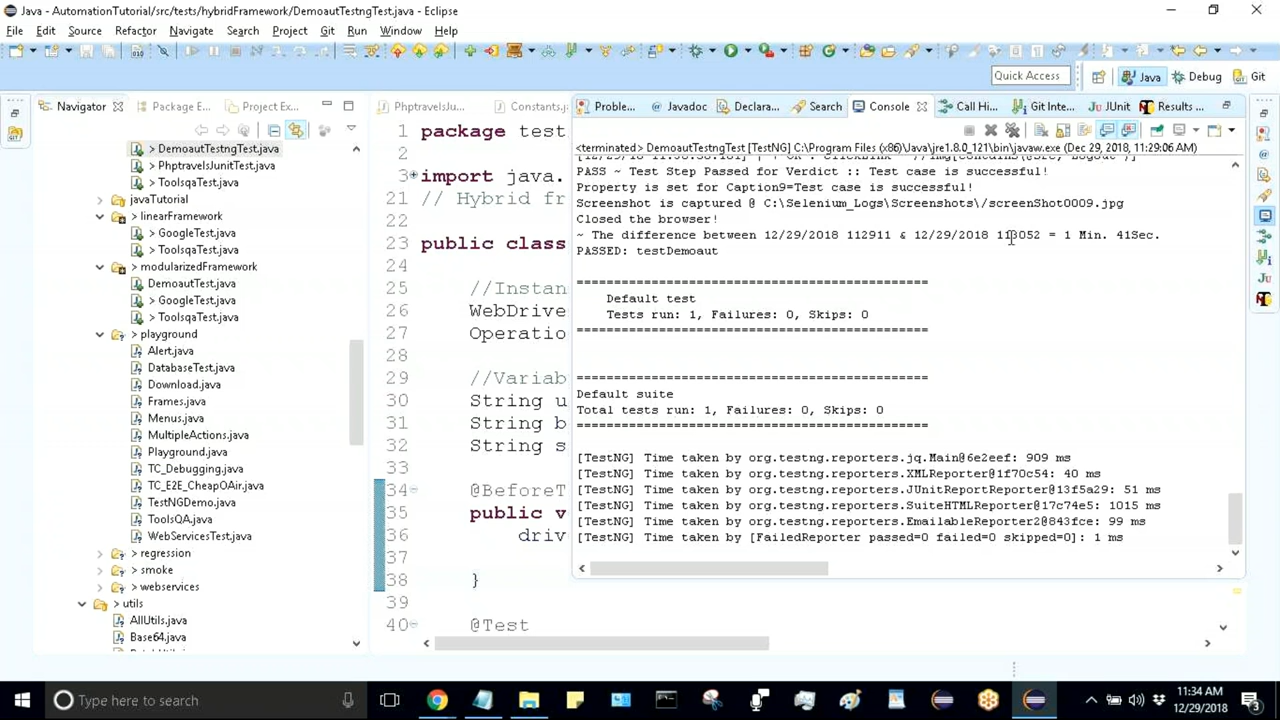 Java - AutomationTutorial/src/tests/hybridFramework/DemoautTestngTest.java - Eclipse
File Edit Source Refactor Navigate Search Project Git Run Window Help
Quick Access
Java
Debug
Git
Navigator
Package E...
Project Ex...
> DemoautTestngTest.java
> PhptravelsJunitTest.java
> ToolsqaTest.java
javaTutorial
> linearFramework
> GoogleTest.java
> ToolsqaTest.java
> modularizedFramework
DemoautTest.java
> GoogleTest.java
> ToolsqaTest.java
> playground
Alert.java
DatabaseTest.java
Download.java
Frames.java
Menus.java
MultipleActions.java
Playground.java
TC_Debugging.java
TC_E2E_CheapOAir.java
TestNGDemo.java
ToolsQA.java
WebServicesTest.java
> regression
> smoke
> webservices
> utils
AllUtils.java
Base64.java
PhptravelsJu...
Constants.j
1 package test
2
3 import java.
21 // Hybrid fr
22
23 public class
24
25 //Instan
26 WebDrive
27 Operatio
28
29 //Variab
30 String u
31 String b
32 String s
33
34 @BeforeT
35 public v
36 driv
37
38 }
39
40 @Test
Proble...
Javadoc
Declara...
Search
Console
Call Hi...
Git Inte...
JUnit
Results ...
<terminated> DemoautTestngTest [TestNG] C:\Program Files (x86)\Java\jre1.8.0_121\bin\javaw.exe (Dec 29, 2018, 11:29:06 AM)
PASS ~ Test Step Passed for Verdict :: Test case is successful!
Property is set for Caption9=Test case is successful!
Screenshot is captured @ C:\Selenium_Logs\Screenshots\/screenShot0009.jpg
Closed the browser!
~ The difference between 12/29/2018 112911 & 12/29/2018 113052 = 1 Min. 41Sec.
PASSED: testDemoaut
===============================================
Default test
Tests run: 1, Failures: 0, Skips: 0
===============================================
===============================================
Default suite
Total tests run: 1, Failures: 0, Skips: 0
===============================================
[TestNG] Time taken by org.testng.reporters.jq.Main@6e2eef: 909 ms
[TestNG] Time taken by org.testng.reporters.XMLReporter@1f70c54: 40 ms
[TestNG] Time taken by org.testng.reporters.JUnitReportReporter@13f5a29: 51 ms
[TestNG] Time taken by org.testng.reporters.SuiteHTMLReporter@17c74e5: 1015 ms
[TestNG] Time taken by org.testng.reporters.EmailableReporter2@843fce: 99 ms
[TestNG] Time taken by [FailedReporter passed=0 failed=0 skipped=0]: 1 ms
Type here to search
11:34 AM
12/29/2018
3